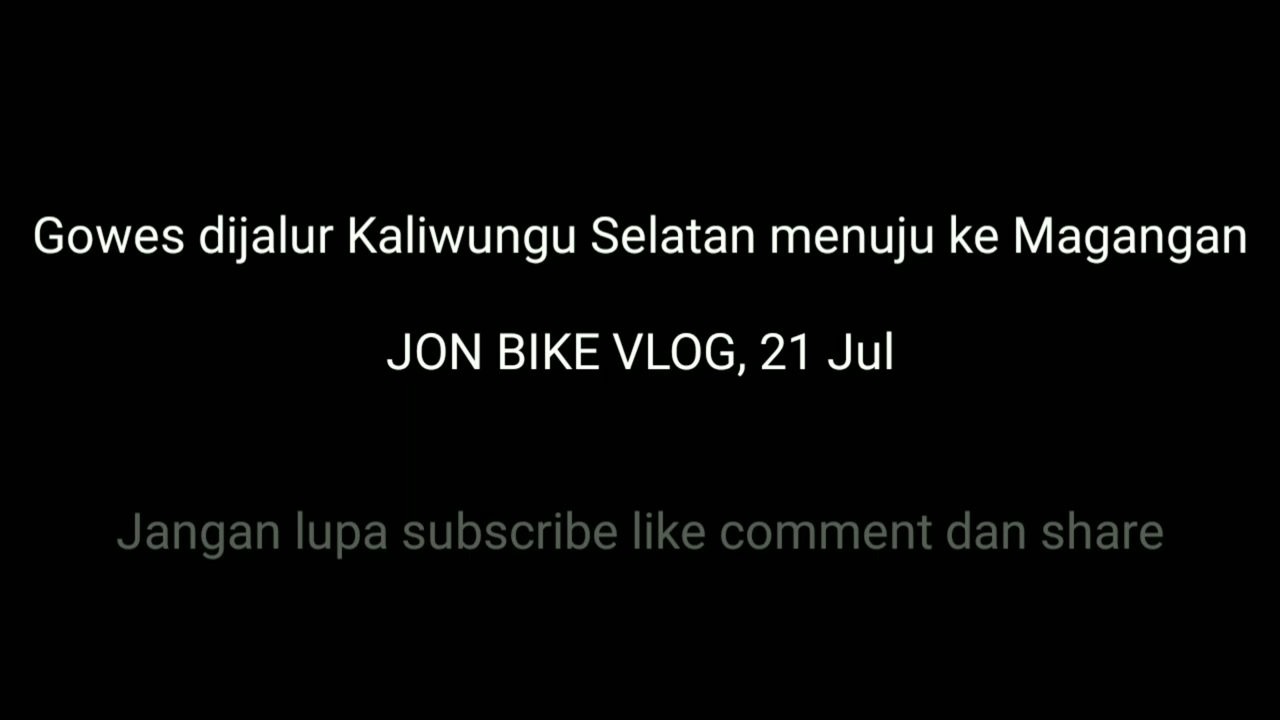 Gowes dijalur Kaliwungu Selatan menuju ke Magangan
JON BIKE VLOG, 21 Jul
Jangan lupa subscribe like comment dan share